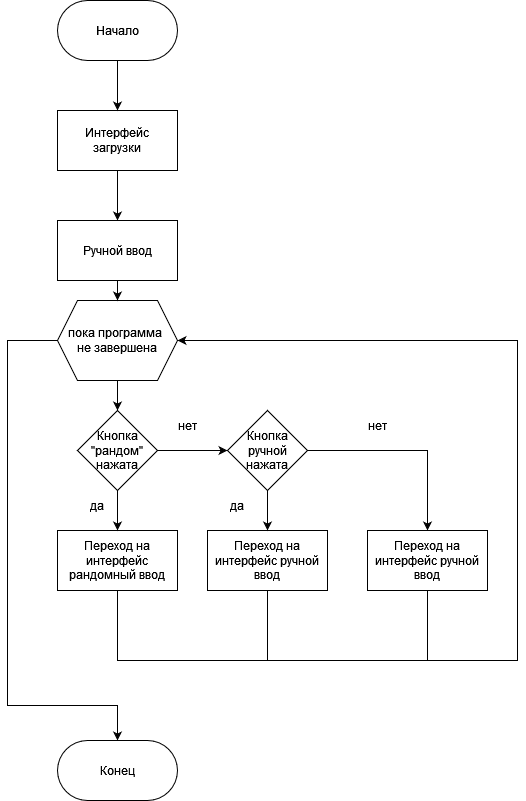 Начало
Интерфейс
загрузки
Ручной ввод
пока программа
не завершена
Кнопка
"рандом"
нажата
нет
Кнопка
ручной
нажата
нет
да
да
Переход на
интерфейс
рандомный ввод
Переход на
интерфейс ручной
ввод
Переход на
интерфейс ручной
ввод
Конец